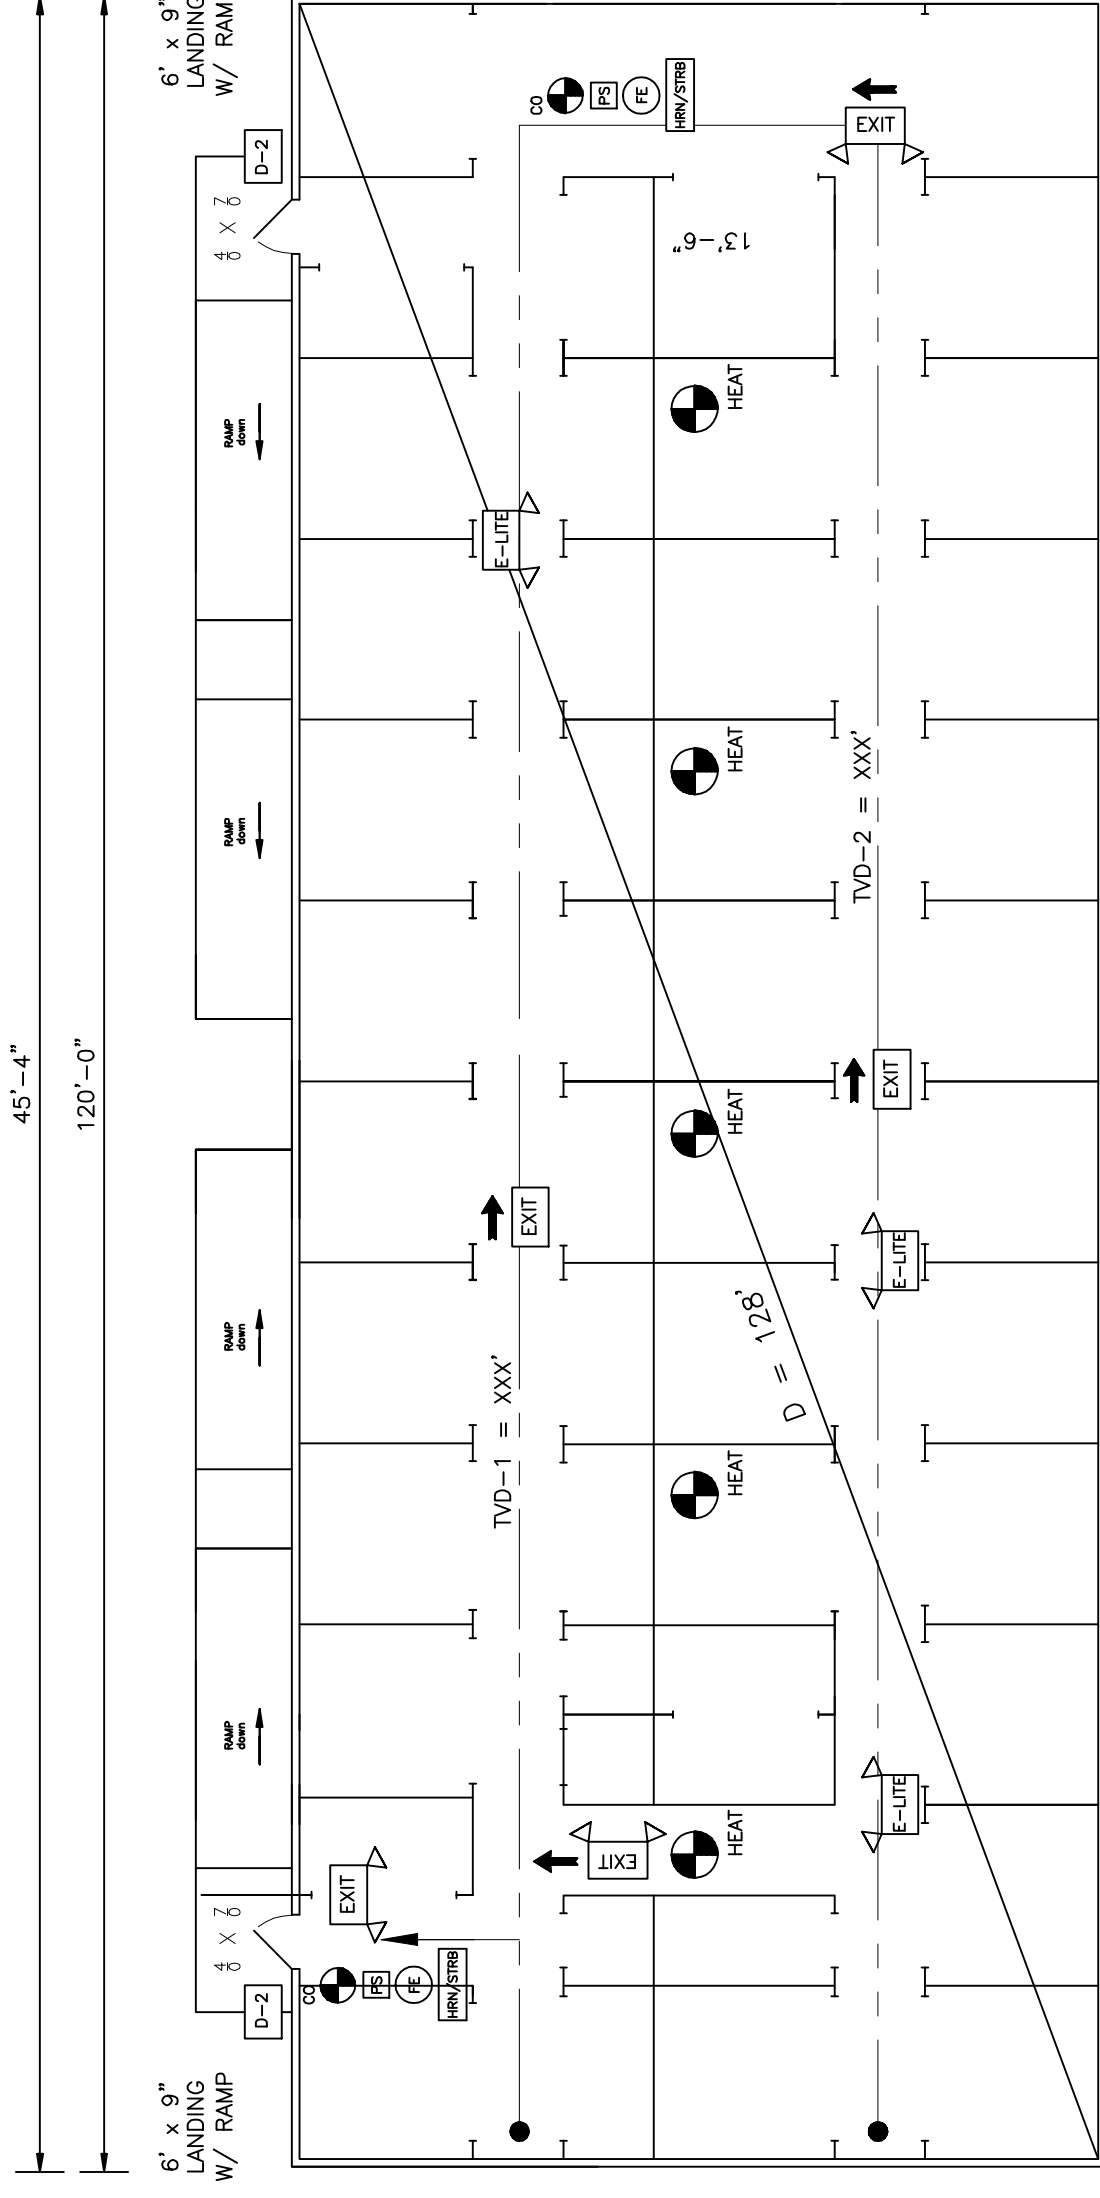 45'-4"
120'-0"
6' x 9"
LANDING
W/ RAM
D-2
4/0 X 7/0
RAMP
down
RAMP
down
RAMP
down
RAMP
down
4/0 X 7/0
D-2
6' x 9"
LANDING
W/ RAMP
CO
PS
FE
HRN/STRB
EXIT
13'-6"
HEAT
E-LITE
HEAT
TVD-2 = XXX'
EXIT
HEAT
EXIT
E-LITE
D = 128'
TVD-1 = XXX'
HEAT
E-LITE
HEAT
EXIT
EXIT
CO
PS
FE
HRN/STRB